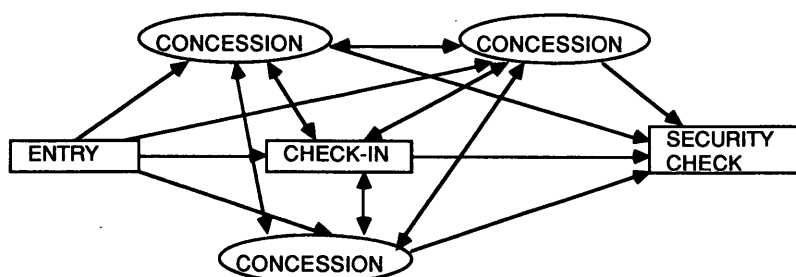 CONCESSION
CONCESSION
ENTRY
CHECK-IN
SECURITY
CHECK
CONCESSION